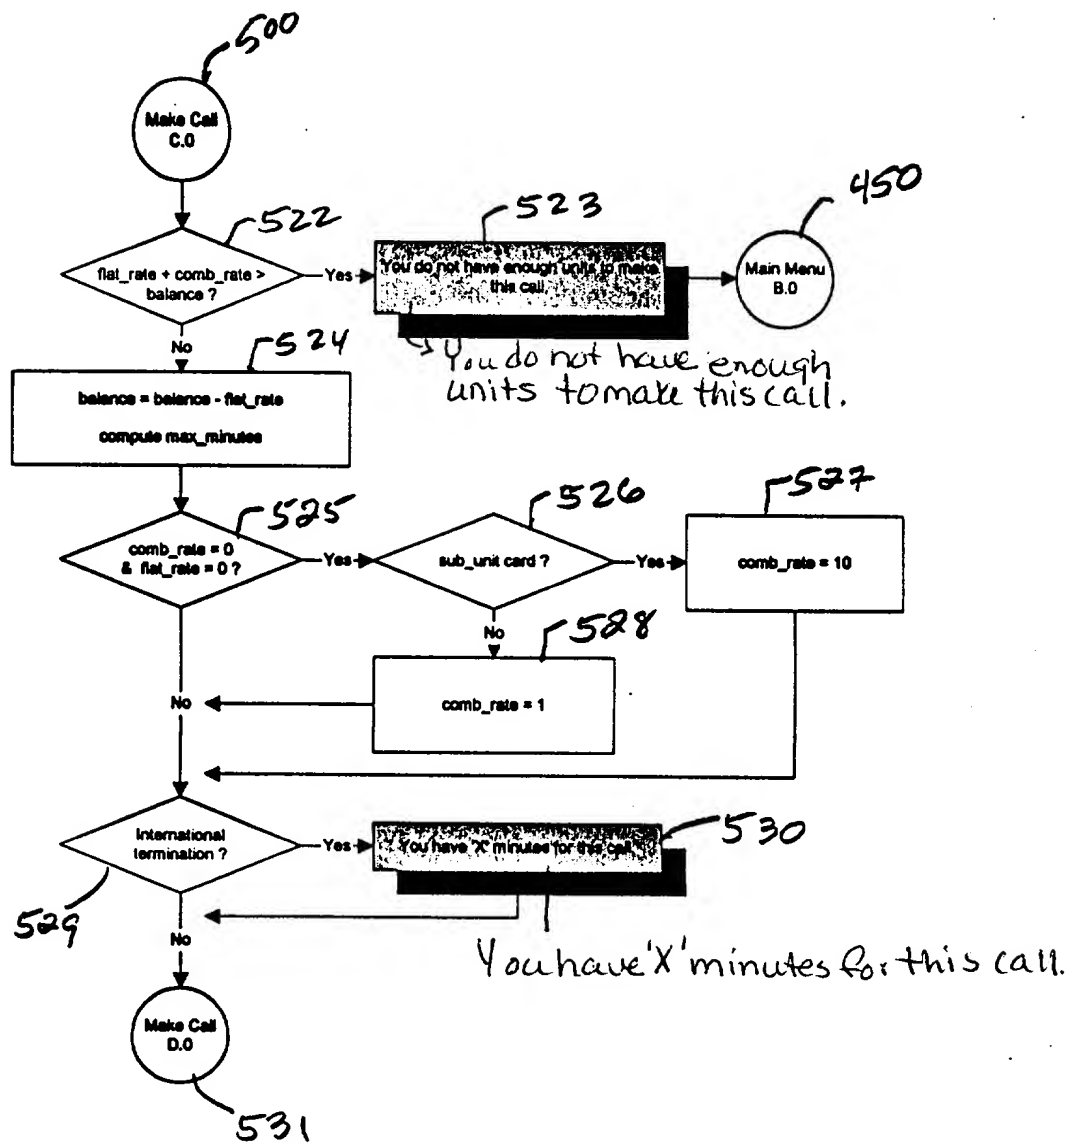 500
Make Call
C.0
522
flat_rate + comb_rate >
balance ?
Yes
523
You do not have enough units to make
this call.
450
Main Menu
B.0
You do not have enough
units to make this call.
No
524
balance = balance - flat_rate
compute max_minutes
525
comb_rate = 0
& flat_rate = 0 ?
Yes
526
sub_unit card ?
Yes
527
comb_rate = 10
No
528
comb_rate = 1
No
529
International
termination ?
Yes
530
You have 'X' minutes for this call.
You have 'X' minutes for this call.
No
Make Call
D.0
531